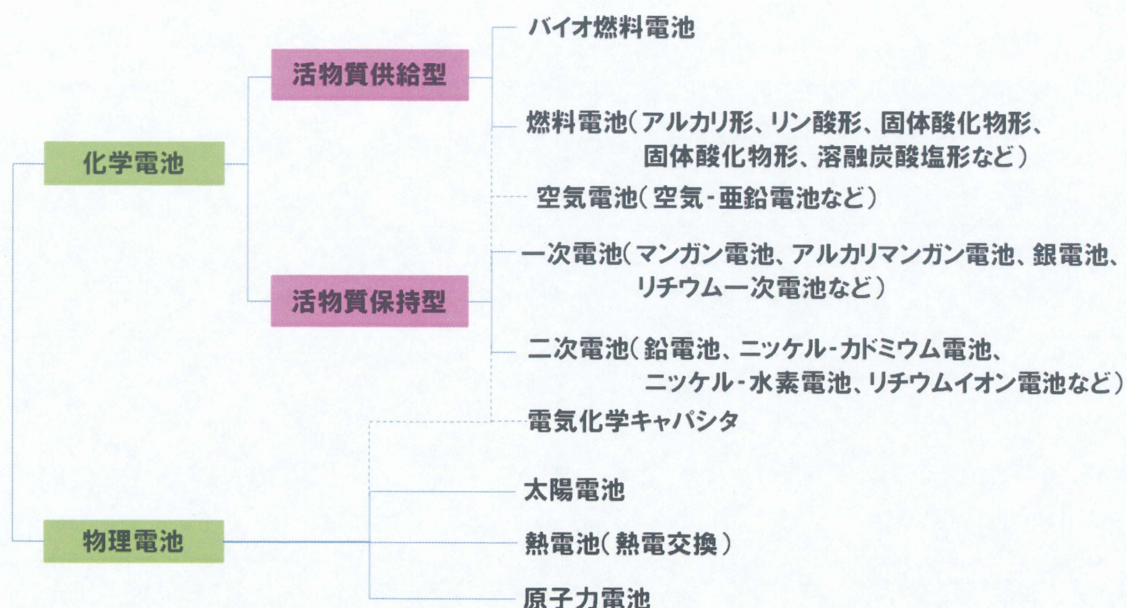 バイオ燃料電池
活物質供給型
燃料電池(アルカリ形、リン酸形、固体酸化物形、
固体酸化物形、溶融炭酸塩形など)
化学電池
空気電池(空気-亜鉛電池など)
一次電池(マンガン電池、アルカリマンガン電池、銀電池、
リチウム一次電池など)
活物質保持型
二次電池(鉛電池、ニッケル-カドミウム電池、
ニッケル-水素電池、リチウムイオン電池など)
電気化学キャパシタ
太陽電池
物理電池
熱電池(熱電交換)
原子力電池